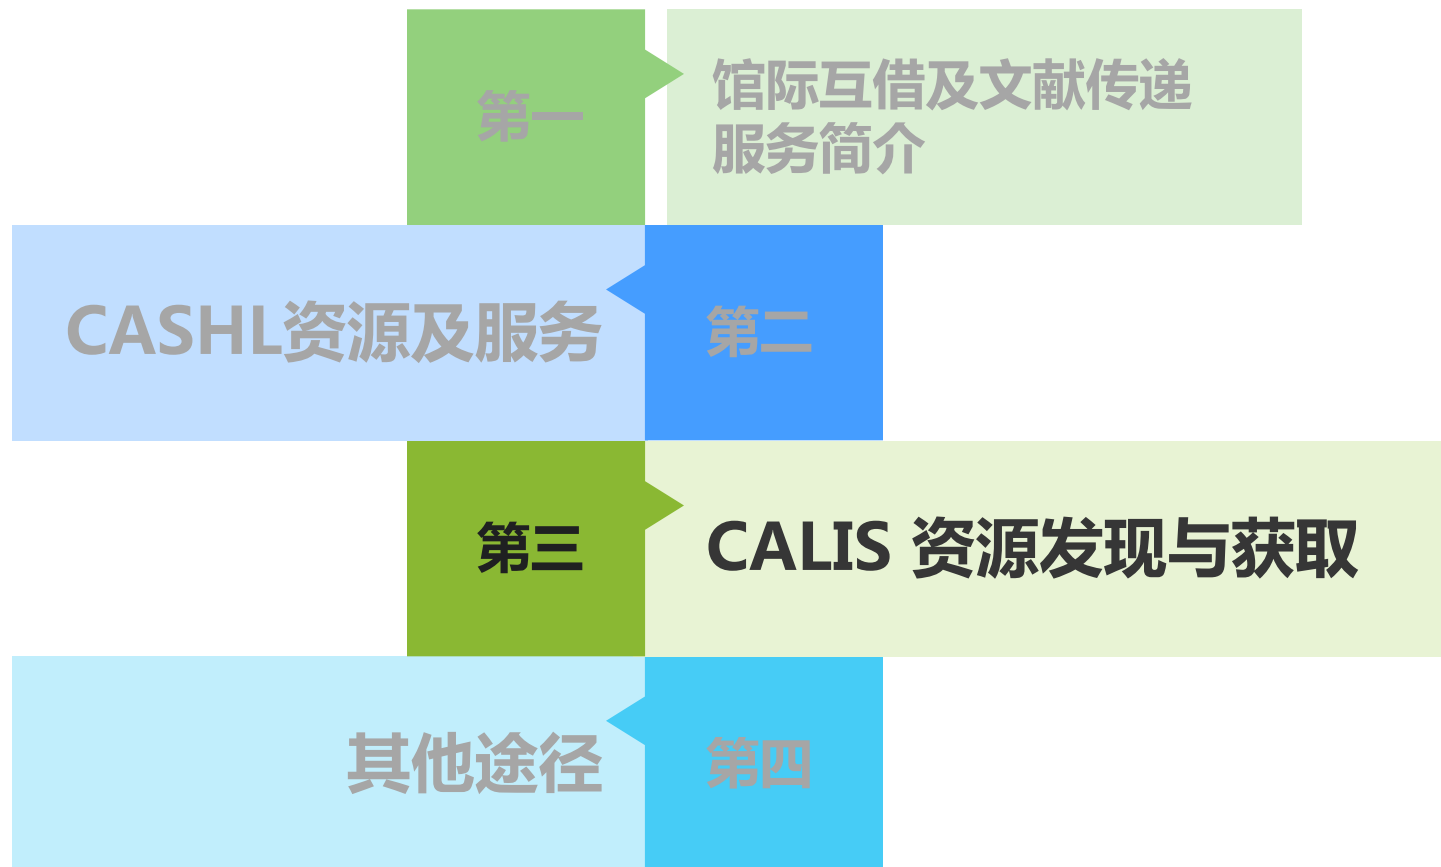 第一
馆际互借及文献传递
服务简介
CASHL资源及服务
第二
第三
CALIS 资源发现与获取
其他途径
第四